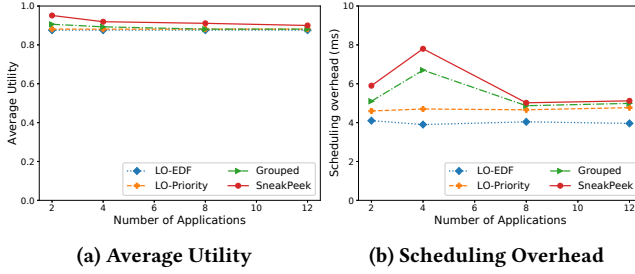 1.0
0.8
0.6
0.4
0.2
0.0
Average Utility
2 4 6 8 10 12
Number of Applications
LO-EDF
LO-Priority
Grouped
SneakPeek
(a) Average Utility
10
8
6
4
2
0
Scheduling overhead (ms)
2 4 6 8 10 12
Number of Applications
LO-EDF
LO-Priority
Grouped
SneakPeek
(b) Scheduling Overhead